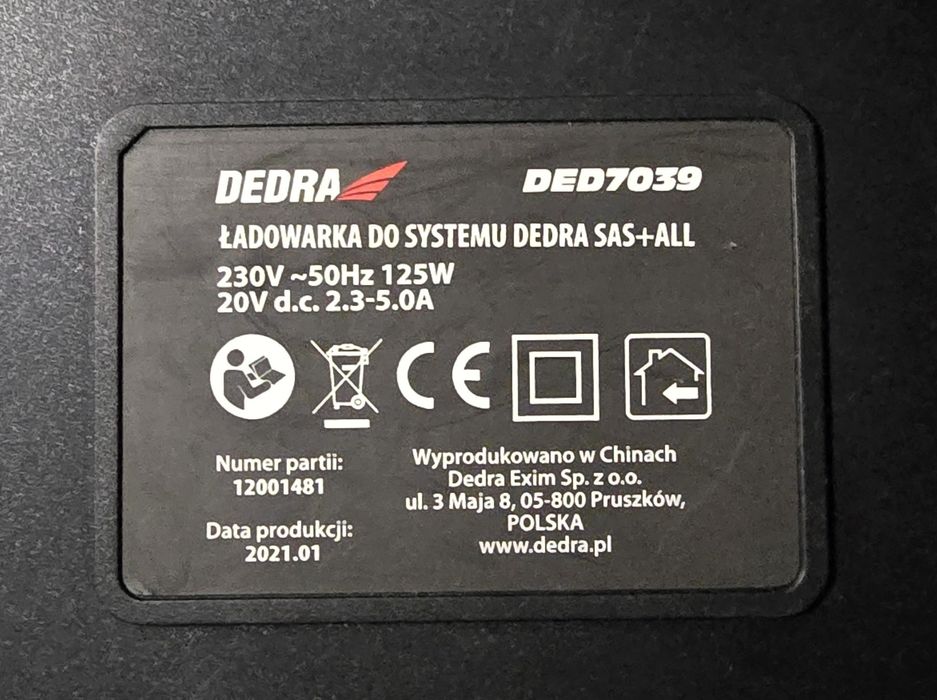 DEDRA
DED7039
ŁADOWARKA DO SYSTEMU DEDRA SAS+ALL
230V ~50Hz 125W
20V d.c. 2.3-5.0A
CE
Numer partii:
12001481
Data produkcji:
2021.01
Wyprodukowano w Chinach
Dedra Exim Sp. z o.o.
ul. 3 Maja 8, 05-800 Pruszków,
POLSKA
www.dedra.pl